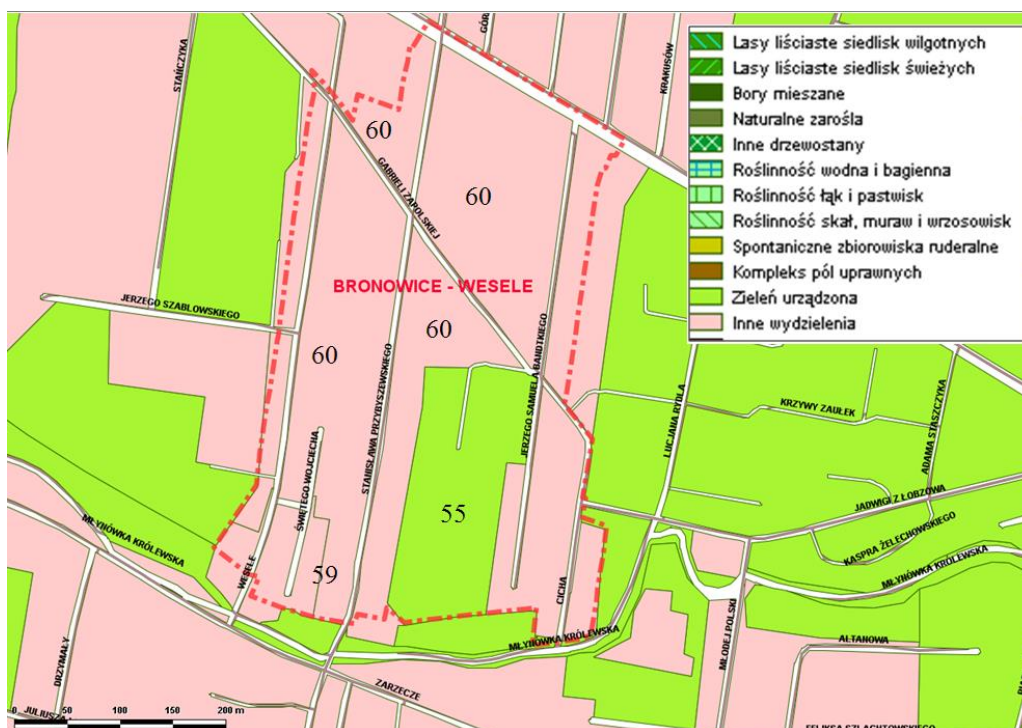 STAŃCZYKA
GÓR
KRAKUSÓW
Lasy liściaste siedlisk wilgotnych
Lasy liściaste siedlisk świeżych
Bory mieszane
Naturalne zarośla
Inne drzewostany
Roślinność wodna i bagienna
Roślinność łąk i pastwisk
Roślinność skał, muraw i wrzosowisk
Spontaniczne zbiorowiska ruderalne
Kompleks pól uprawnych
Zieleń urządzona
Inne wydzielenia
60
GABRIELI ZAPOLSKIEJ
60
BRONOWICE - WESELE
JERZEGO SZABLOWSKIEGO
60
60
JERZEGO SAMUELA BANDTKIEGO
STANISŁAWA PRZYBYSZEWSKIEGO
LUCJANA RYDLA
KRZYWY ZAUŁEK
ADAMA STASZCZYKA
ŚWIĘTEGO WOJCIECHA
55
JADWIGI Z ŁOBZOWA
KASPRA ŻELECHOWSKIEGO
MŁYNÓWKA KRÓLEWSKA
MŁYNÓWKA KRÓLEWSKA
WESELE
59
CICHA
MŁYNÓWKA KRÓLEWSKA
MŁODEJ POLSKI
ALTANOWA
DRZYMAŁY
ZARZECZE
JULIUSZA
0 50 100 150 200 m
FELIKSA SZLACHTOWSKIEGO